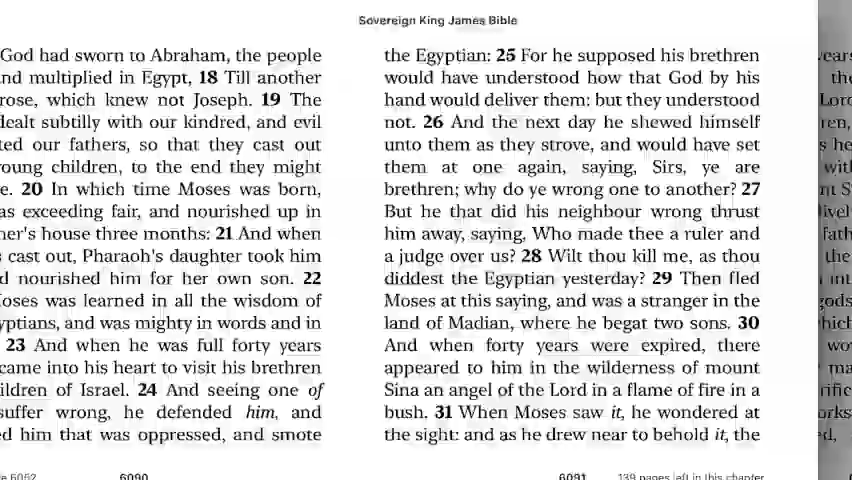 Sovereign King James Bible
God had sworn to Abraham, the people
nd multiplied in Egypt, 18 Till another
rose, which knew not Joseph. 19 The
dealt subtilly with our kindred, and evil
ted our fathers, so that they cast out
young children, to the end they might
e. 20 In which time Moses was born,
as exceeding fair, and nourished up in
her's house three months: 21 And when
s cast out, Pharaoh's daughter took him
d nourished him for her own son. 22
Moses was learned in all the wisdom of
yptians, and was mighty in words and in
23 And when he was full forty years
came into his heart to visit his brethren
ildren of Israel. 24 And seeing one of
suffer wrong, he defended him, and
ed him that was oppressed, and smote
6090
the Egyptian: 25 For he supposed his brethren
would have understood how that God by his
hand would deliver them: but they understood
not. 26 And the next day he shewed himself
unto them as they strove, and would have set
them at one again, saying, Sirs, ye are
brethren; why do ye wrong one to another? 27
But he that did his neighbour wrong thrust
him away, saying, Who made thee a ruler and
a judge over us? 28 Wilt thou kill me, as thou
diddest the Egyptian yesterday? 29 Then fled
Moses at this saying, and was a stranger in the
land of Madian, where he begat two sons. 30
And when forty years were expired, there
appeared to him in the wilderness of mount
Sina an angel of the Lord in a flame of fire in a
bush. 31 When Moses saw it, he wondered at
the sight: and as he drew near to behold it, the
6091 139 pages left in this chapter